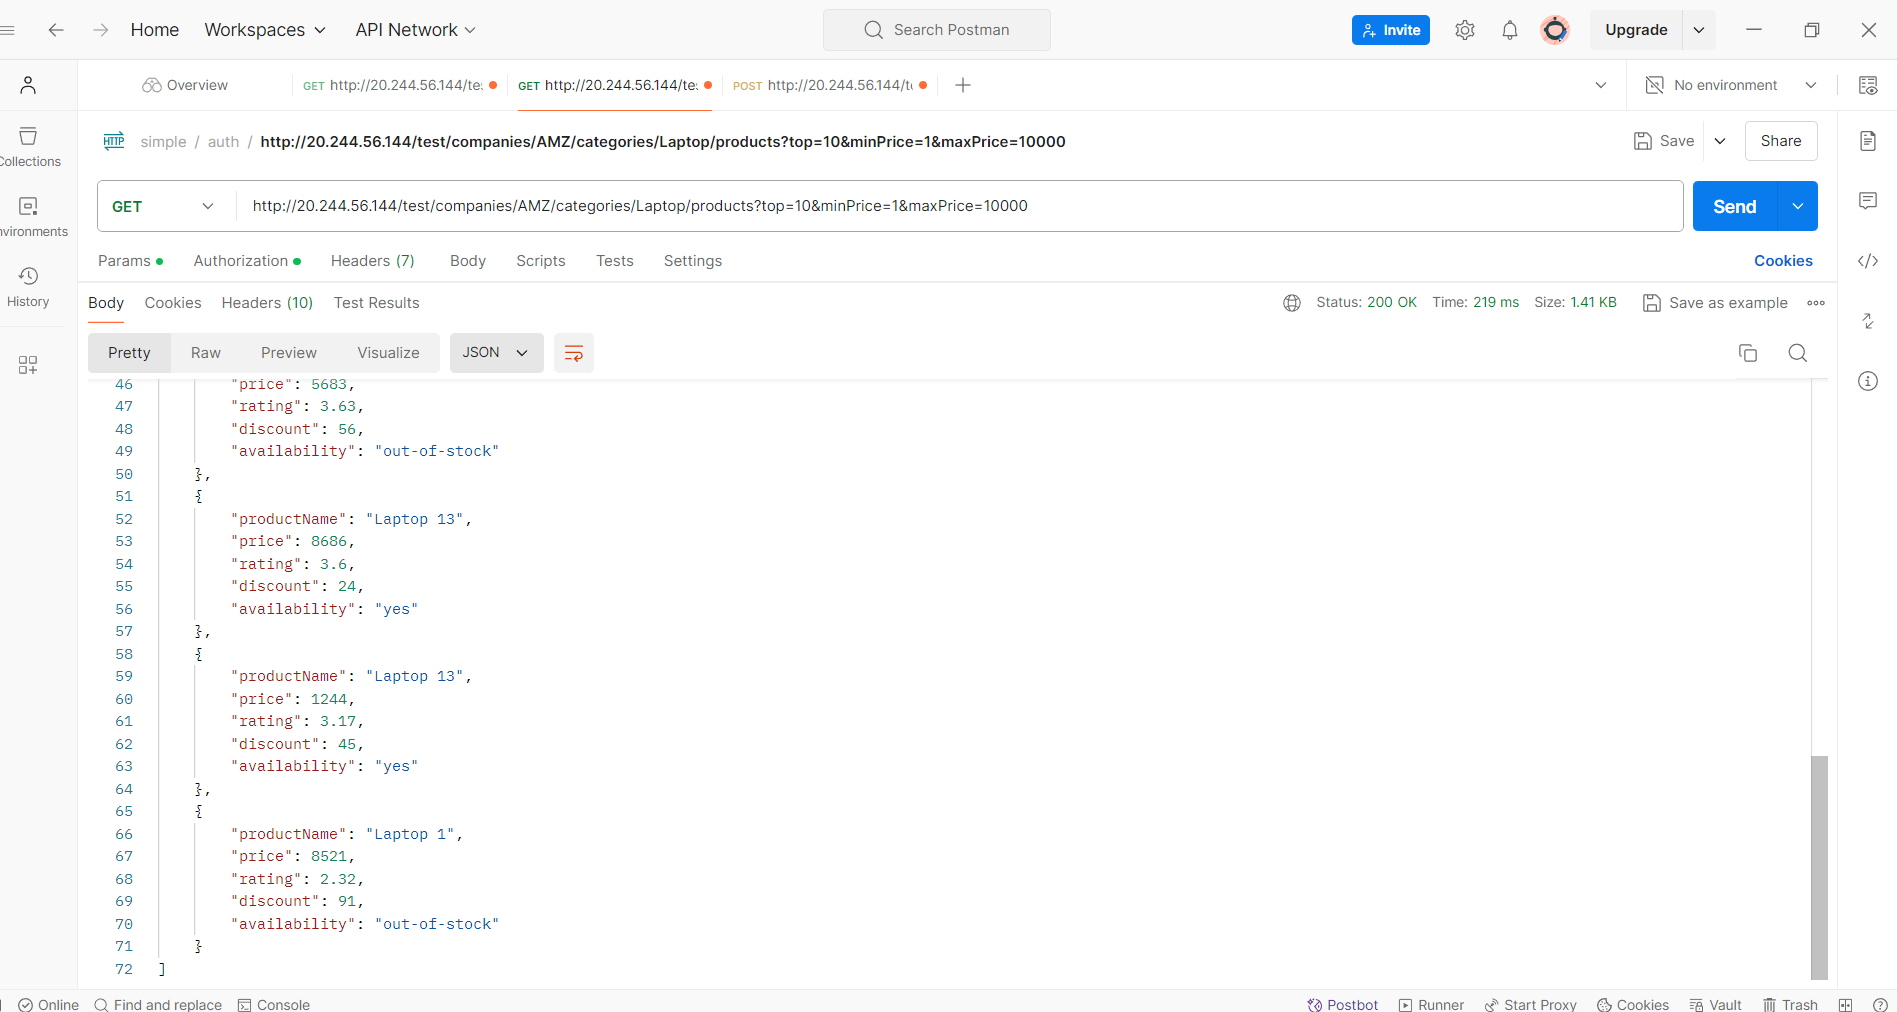 Home Workspaces API Network Search Postman Invite Upgrade
Overview GET http://20.244.56.144/te GET http://20.244.56.144/te POST http://20.244.56.144/t No environment
simple / auth / http://20.244.56.144/test/companies/AMZ/categories/Laptop/products?top=10&minPrice=1&maxPrice=10000 Save Share
GET http://20.244.56.144/test/companies/AMZ/categories/Laptop/products?top=10&minPrice=1&maxPrice=10000 Send
Params Authorization Headers (7) Body Scripts Tests Settings Cookies
Body Cookies Headers (10) Test Results Status: 200 OK Time: 219 ms Size: 1.41 KB Save as example
Pretty Raw Preview Visualize JSON
ollections
vironments
History
46 "price": 5683,
47 "rating": 3.63,
48 "discount": 56,
49 "availability": "out-of-stock"
50 },
51 {
52 "productName": "Laptop 13",
53 "price": 8686,
54 "rating": 3.6,
55 "discount": 24,
56 "availability": "yes"
57 },
58 {
59 "productName": "Laptop 13",
60 "price": 1244,
61 "rating": 3.17,
62 "discount": 45,
63 "availability": "yes"
64 },
65 {
66 "productName": "Laptop 1",
67 "price": 8521,
68 "rating": 2.32,
69 "discount": 91,
70 "availability": "out-of-stock"
71 }
72 ]
Online Find and replace Console Postbot Runner Start Proxy Cookies Vault Trash